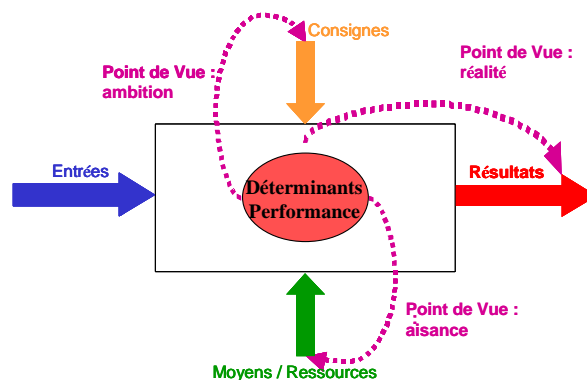 Consignes
Point de Vue :
ambition
Point de Vue :
réalité
Entrées
Déterminants
Performance
Résultats
Point de Vue :
aisance
Moyens / Ressources